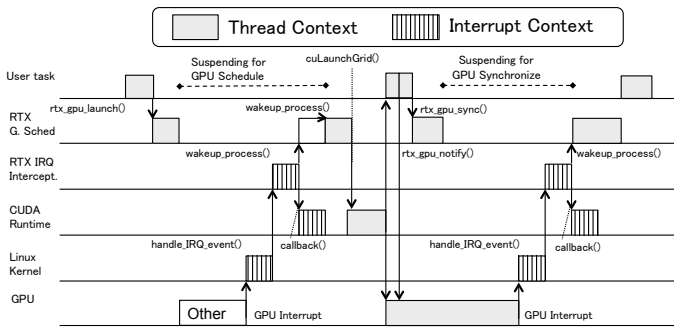 Thread Context
Interrupt Context
cuLaunchGrid()
Suspending for
GPU Schedule
Suspending for
GPU Synchronize
User task
rtx_gpu_launch()
wakeup_process()
rtx_gpu_sync()
RTX
G. Sched
wakeup_process()
rtx_gpu_notify()
wakeup_process()
RTX IRQ
Intercept.
CUDA
Runtime
handle_IRQ_event()
callback()
handle_IRQ_event()
callback()
Linux
Kernel
GPU
Other
GPU Interrupt
GPU Interrupt